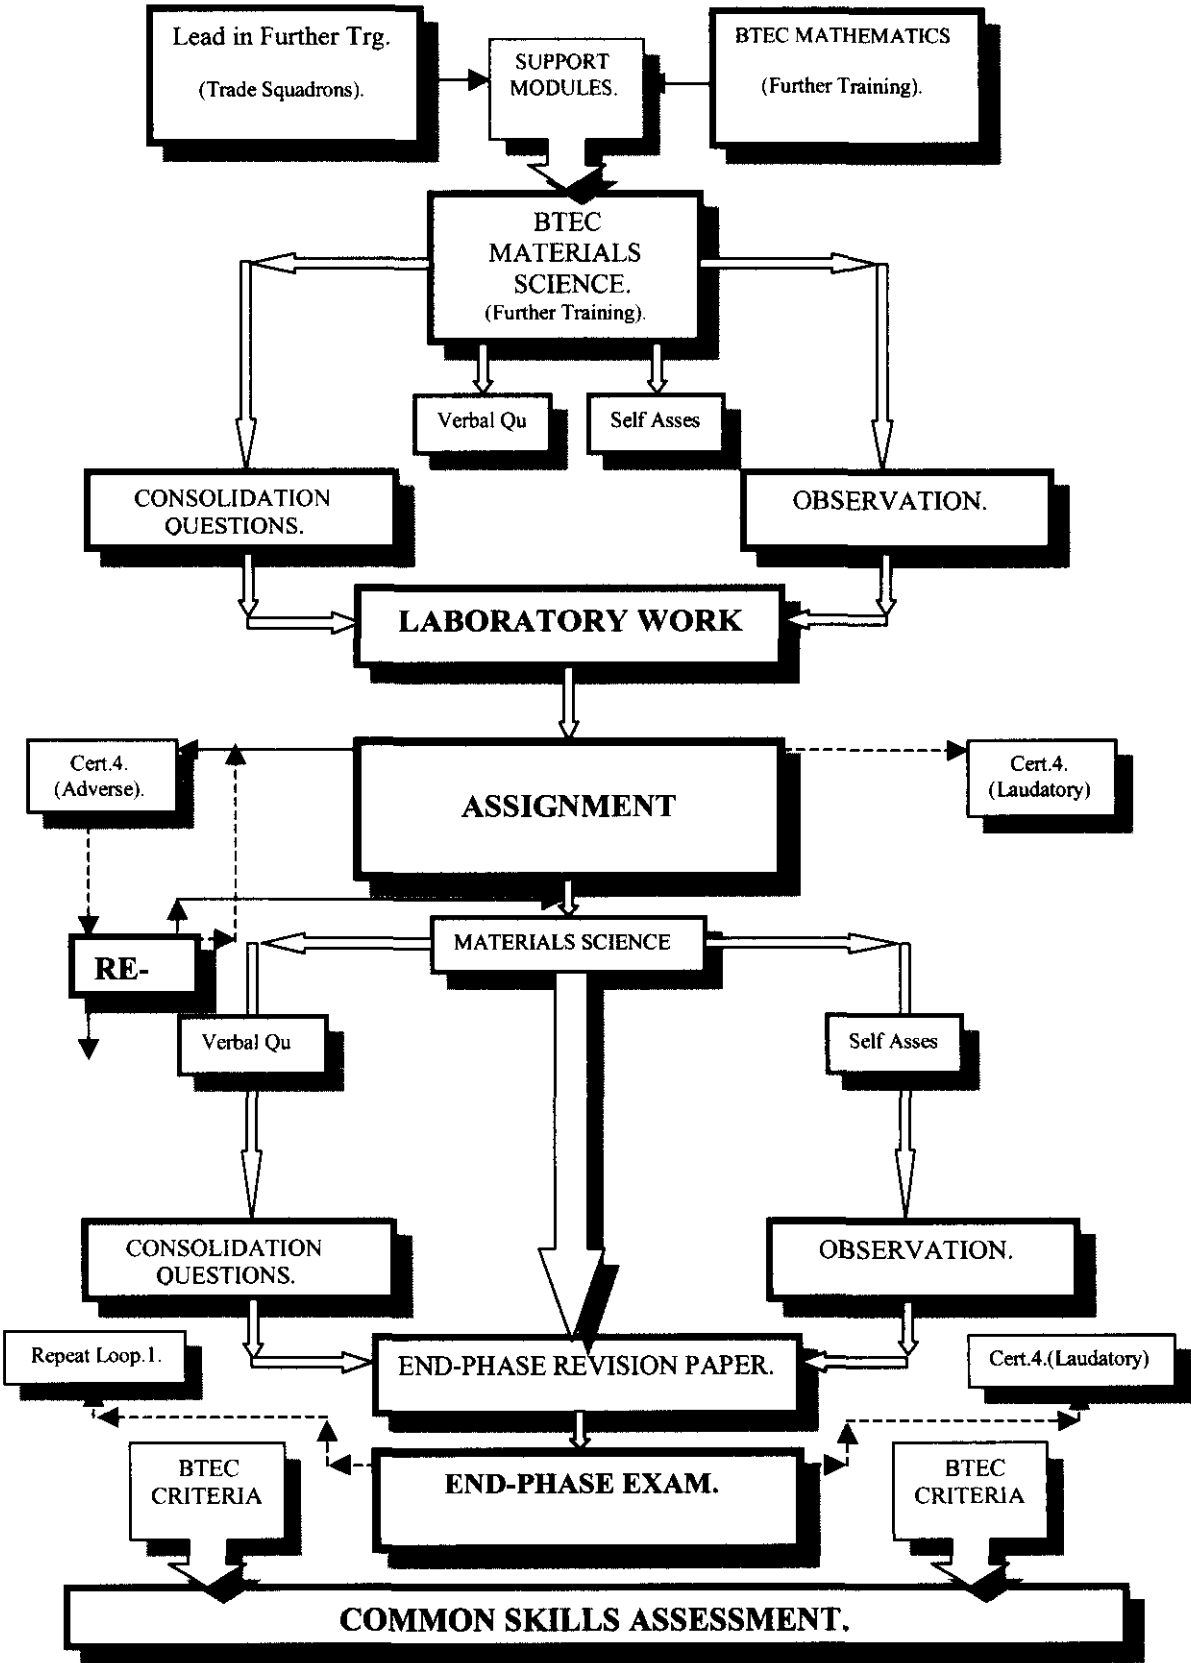 Lead in Further Trg.
(Trade Squadrons).
SUPPORT
MODULES.
BTEC MATHEMATICS
(Further Training).
BTEC
MATERIALS
SCIENCE.
(Further Training).
Verbal Qu
Self Asses
CONSOLIDATION
QUESTIONS.
OBSERVATION.
LABORATORY WORK
Cert.4.
(Adverse).
ASSIGNMENT
Cert.4.
(Laudatory)
RE-
MATERIALS SCIENCE
Verbal Qu
Self Asses
CONSOLIDATION
QUESTIONS.
OBSERVATION.
Repeat Loop.1.
END-PHASE REVISION PAPER.
Cert.4.(Laudatory)
BTEC
CRITERIA
END-PHASE EXAM.
BTEC
CRITERIA
COMMON SKILLS ASSESSMENT.